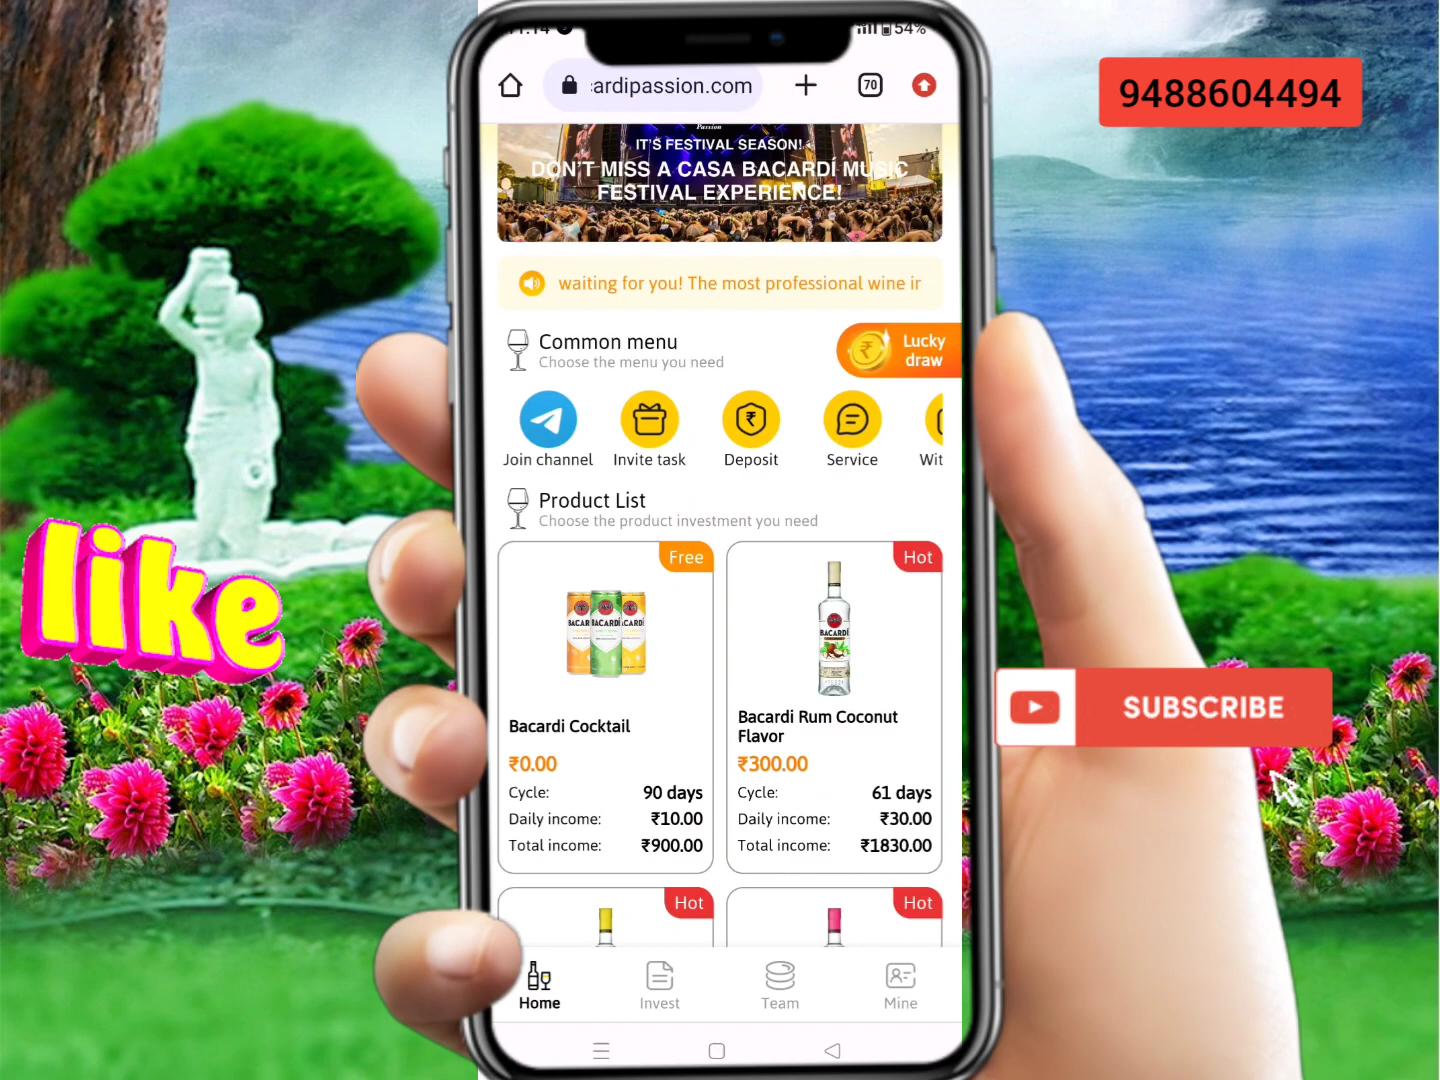 54%
ardipassion.com
70
Passion
IT'S FESTIVAL SEASON!
DON'T MISS A CASA BACARDÍ MUSIC
FESTIVAL EXPERIENCE!
waiting for you! The most professional wine ir
Common menu
Choose the menu you need
Lucky
draw
Join channel
Invite task
Deposit
Service
Wit
Product List
Choose the product investment you need
Free
BACARDÍ
Bacardi Cocktail
₹0.00
Cycle: 90 days
Daily income: ₹10.00
Total income: ₹900.00
Hot
BACARDÍ
Bacardi Rum Coconut
Flavor
₹300.00
Cycle: 61 days
Daily income: ₹30.00
Total income: ₹1830.00
Hot
Hot
Home
Invest
Team
Mine
9488604494
like
SUBSCRIBE